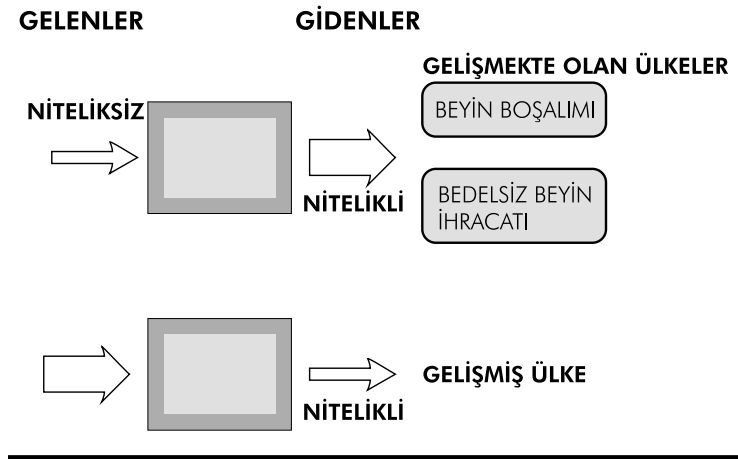 GELENLER
GİDENLER
GELİŞMEKTE OLAN ÜLKELER
NİTELİKSİZ
BEYİN BOŞALIMI
NİTELİKLİ
BEDELSİZ BEYİN
İHRACATI
GELİŞMİŞ ÜLKE
NİTELİKLİ